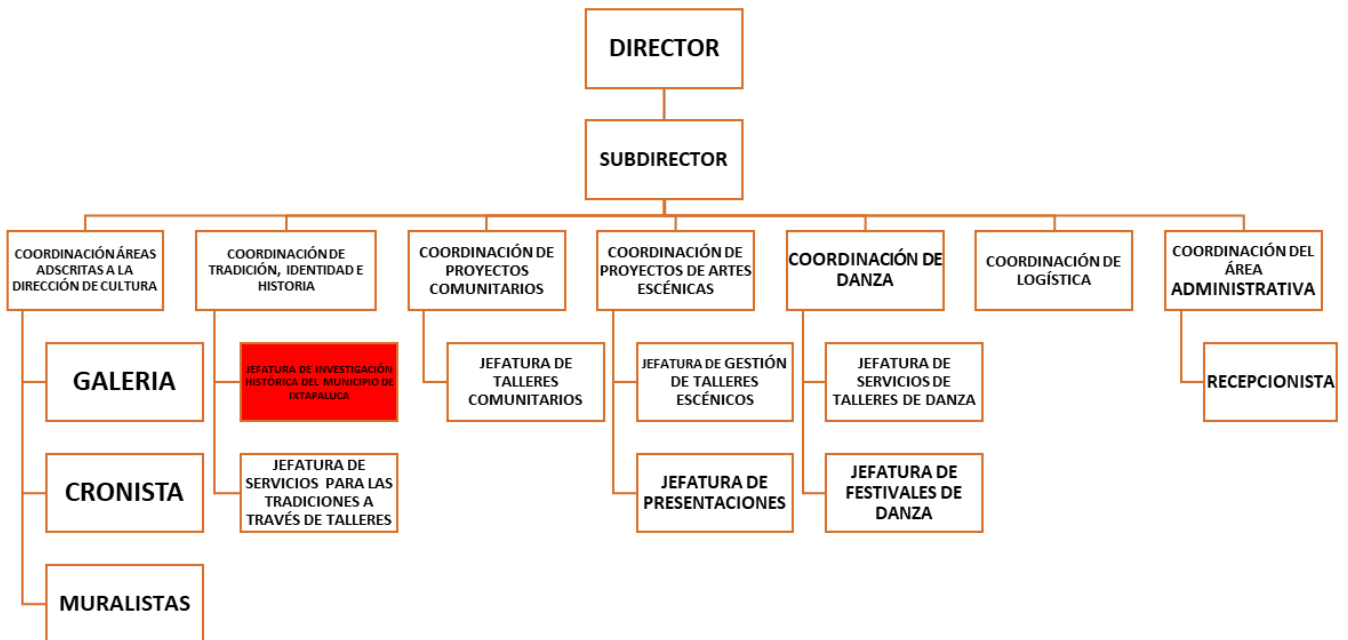 DIRECTOR
SUBDIRECTOR
COORDINACIÓN ÁREAS
ADSCRITAS A LA
DIRECCIÓN DE CULTURA
COORDINACIÓN DE
TRADICIÓN, IDENTIDAD E
HISTORIA
COORDINACIÓN DE
PROYECTOS
COMUNITARIOS
COORDINACIÓN DE
PROYECTOS DE ARTES
ESCÉNICAS
COORDINACIÓN DE
DANZA
COORDINACIÓN DE
LOGÍSTICA
COORDINACIÓN DEL
ÁREA
ADMINISTRATIVA
GALERIA
JEFATURA DE INVESTIGACIÓN
HISTÓRICA DEL MUNICIPIO DE
IXTAPALUCA
JEFATURA DE
TALLERES
COMUNITARIOS
JEFATURA DE GESTIÓN
DE TALLERES
ESCÉNICOS
JEFATURA DE
SERVICIOS DE
TALLERES DE DANZA
RECEPCIONISTA
CRONISTA
JEFATURA DE
SERVICIOS PARA LAS
TRADICIONES A
TRAVÉS DE TALLERES
JEFATURA DE
PRESENTACIONES
JEFATURA DE
FESTIVALES DE
DANZA
MURALISTAS